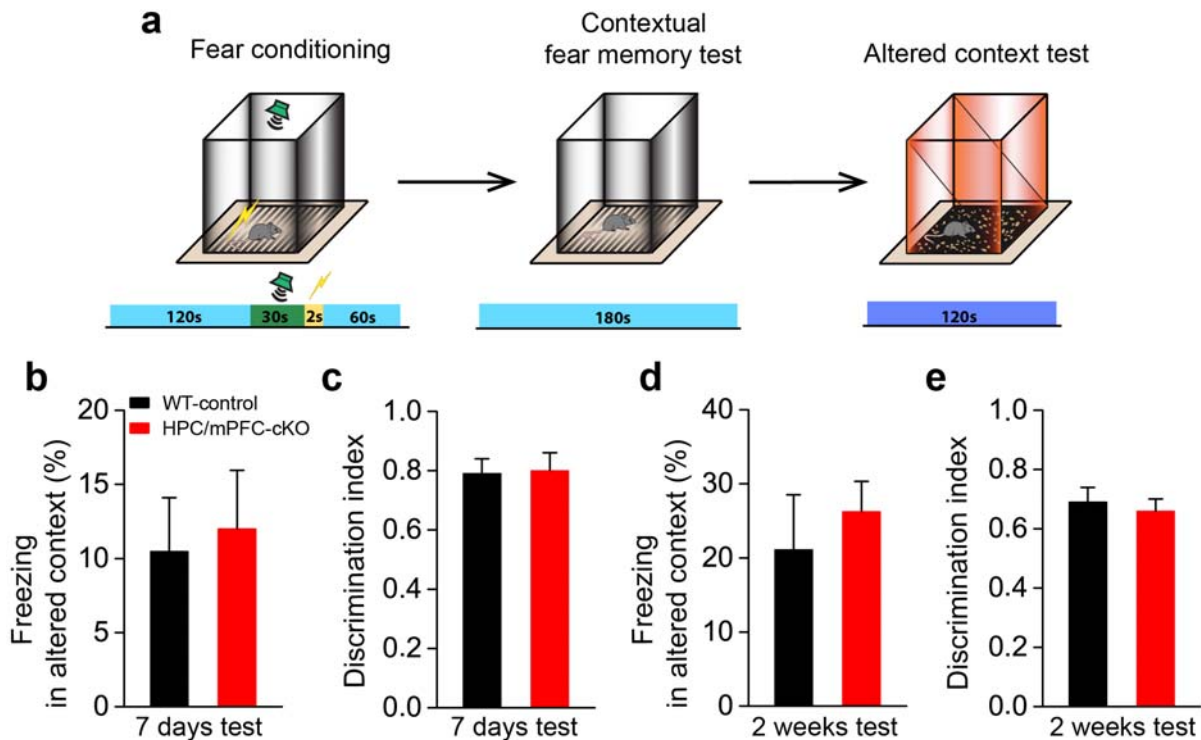 a
Fear conditioning
Contextual
fear memory test
Altered context test
120s 30s 2s 60s
180s
120s
b
Freezing
in altered context (%)
20
15
10
5
0
WT-control
HPC/mPFC-cKO
7 days test
c
Discrimination index
1.0
0.8
0.6
0.4
0.2
0.0
7 days test
d
Freezing
in altered context (%)
40
30
20
10
0
2 weeks test
e
Discrimination index
1.0
0.8
0.6
0.4
0.2
0.0
2 weeks test